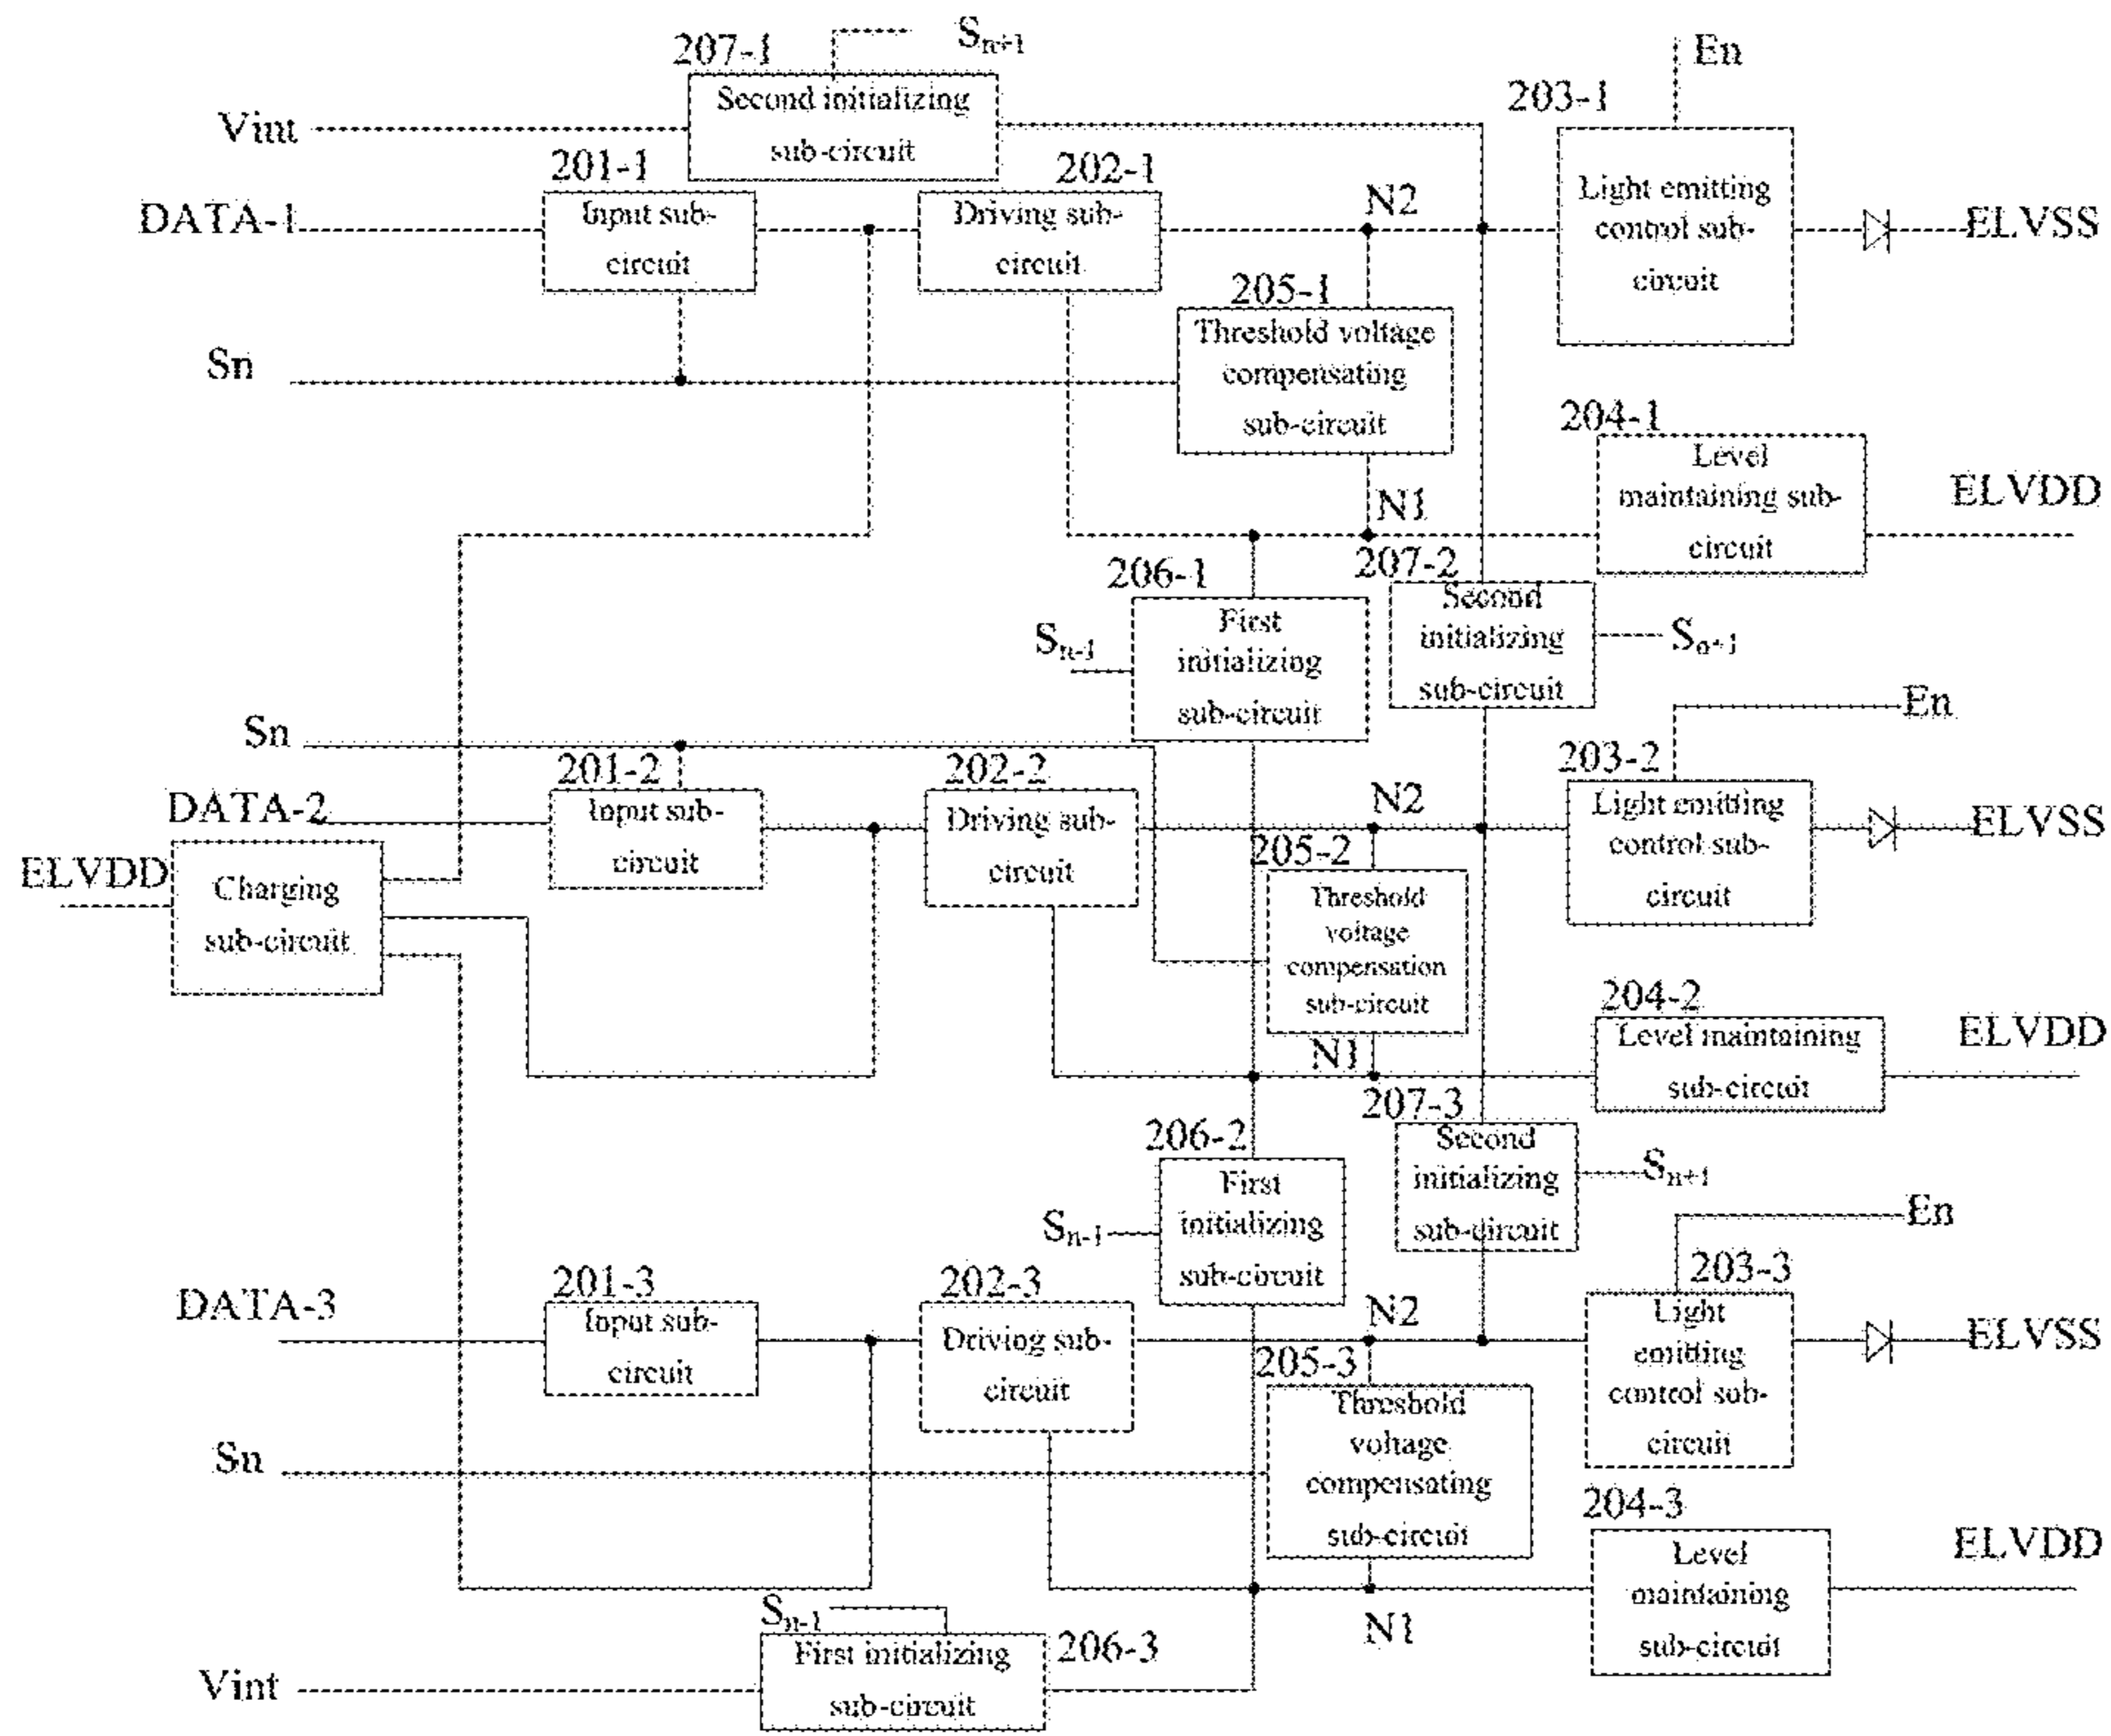 207-1
Sn+1
En
Second initializing
sub-circuit
Vint
203-1
201-1
202-1
DATA-1
Input sub-
circuit
Driving sub-
circuit
N2
Light emitting
control sub-
circuit
ELVSS
205-1
Threshold voltage
compensating
sub-circuit
Sn
204-1
Level
maintaining sub-
circuit
ELVDD
N1
206-1
207-2
First
initializing
sub-circuit
Sn-1
Second
initializing
sub-circuit
Sn+1
Sn
En
201-2
202-2
203-2
DATA-2
Input sub-
circuit
Driving sub-
circuit
N2
Light emitting
control sub-
circuit
ELVSS
ELVDD
Charging
sub-circuit
205-2
Threshold
voltage
compensation
sub-circuit
204-2
Level maintaining
sub-circuit
ELVDD
N1
207-3
206-2
Second
initializing
sub-circuit
Sn+1
First
initializing
sub-circuit
Sn-1
En
201-3
202-3
203-3
DATA-3
Input sub-
circuit
Driving sub-
circuit
N2
Light
emitting
control sub-
circuit
ELVSS
205-3
Threshold
voltage
compensating
sub-circuit
Sn
204-3
Level
maintaining
sub-circuit
ELVDD
N1
Sn-1
First initializing
sub-circuit
206-3
Vint